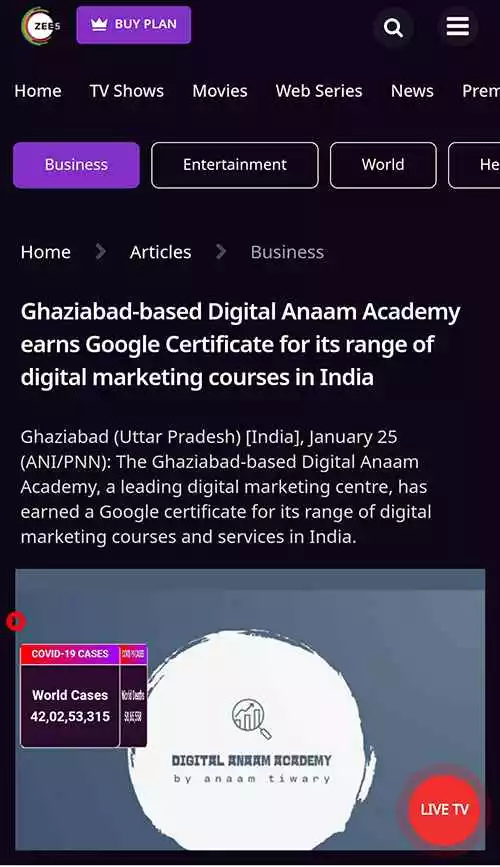 ZEE5
BUY PLAN
Home TV Shows Movies Web Series News Prem
Business Entertainment World He
Home Articles Business
Ghaziabad-based Digital Anaam Academy
earns Google Certificate for its range of
digital marketing courses in India
Ghaziabad (Uttar Pradesh) [India], January 25
(ANI/PNN): The Ghaziabad-based Digital Anaam
Academy, a leading digital marketing centre, has
earned a Google certificate for its range of digital
marketing courses and services in India.
COVID-19 CASES COVID-19 CASES
World Cases World Deaths
42,02,53,315
DIGITAL ANAAM ACADEMY
by anaam tiwary
LIVE TV